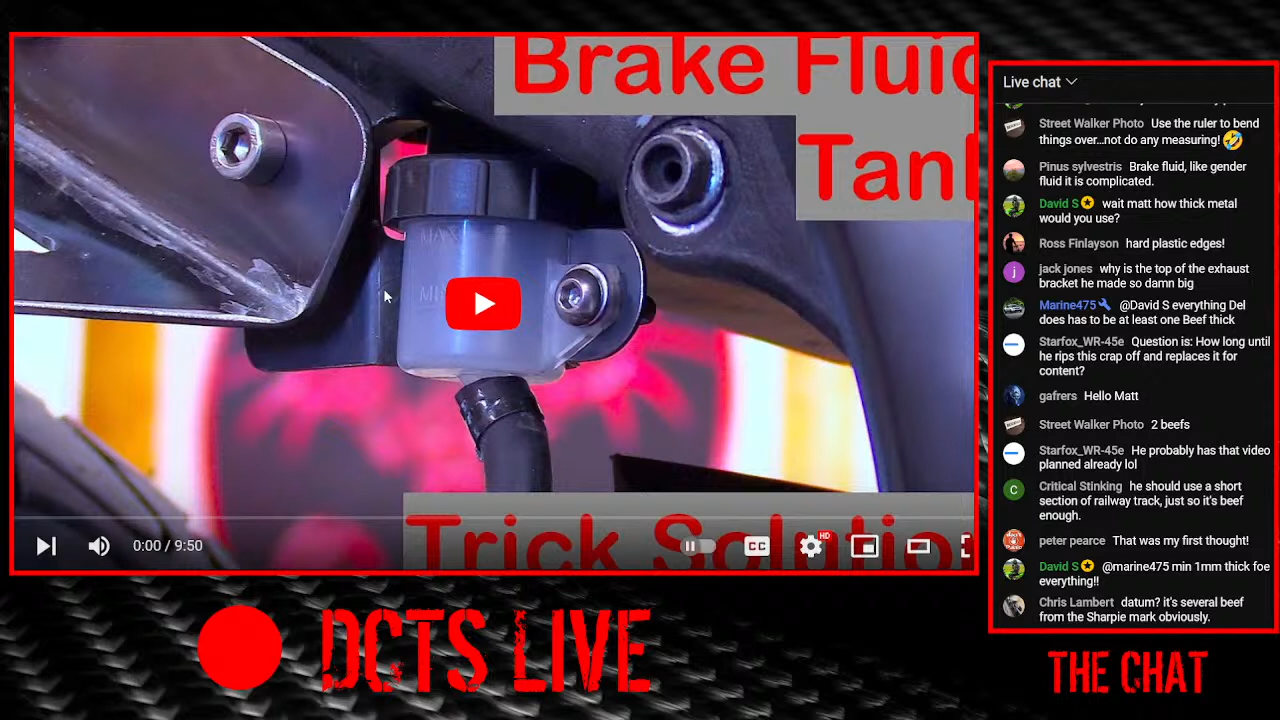 Brake Fluid
Tank
MAX
Trick Solution
0:00 / 9:50
CC
HD
DCTS LIVE
Live chat
Street Walker Photo Use the ruler to bend
things over...not do any measuring! 🤣
Pinus sylvestris Brake fluid, like gender
fluid it is complicated.
David S wait matt how thick metal
would you use?
Ross Finlayson hard plastic edges!
j
jack jones why is the top of the exhaust
bracket he made so damn big
Marine475 @David S everything Del
does has to be at least one Beef thick
Starfox_WR-45e Question is: How long until
he rips this crap off and replaces it for
content?
gafrers Hello Matt
Street Walker Photo 2 beefs
Starfox_WR-45e He probably has that video
planned already lol
C
Critical Stinking he should use a short
section of railway track, just so it's beef
enough.
peter pearce That was my first thought!
David S @marine475 min 1mm thick foe
everything!!
Chris Lambert datum? it's several beef
from the Sharpie mark obviously.
THE CHAT